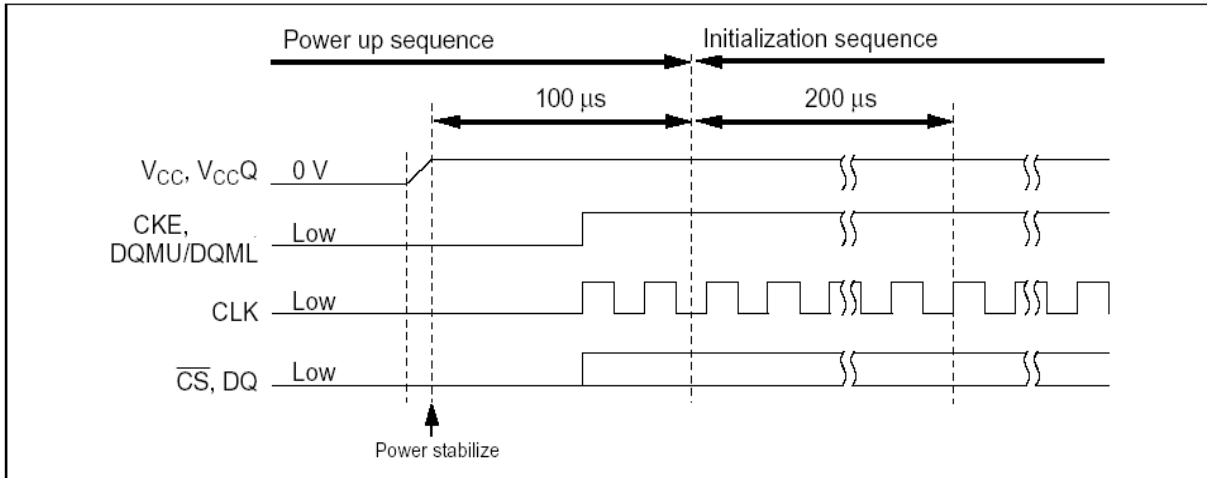 Power up sequence
Initialization sequence
100 μs
200 μs
VCC, VCCQ
0 V
CKE,
DQMU/DQML
Low
CLK
Low
C̅S̅, DQ
Low
Power stabilize